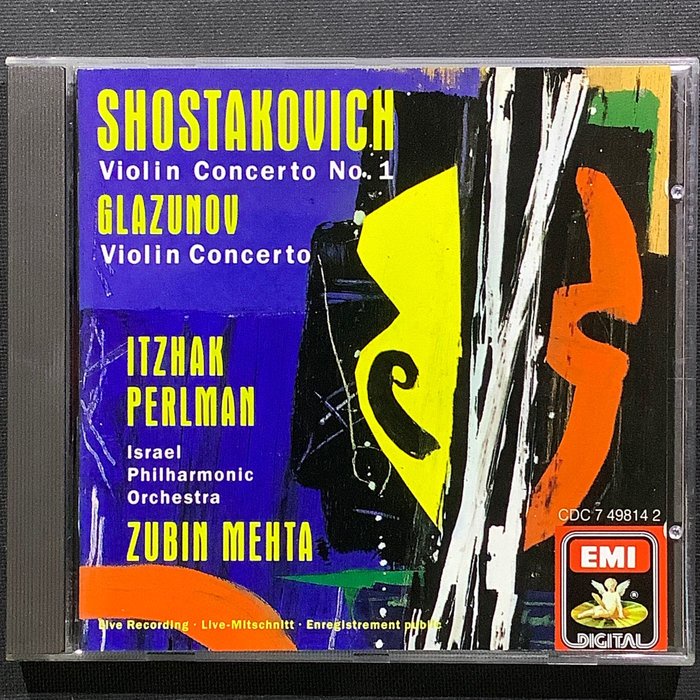 SHOSTAKOVICH
Violin Concerto No. 1
GLAZUNOV
Violin Concerto
ITZHAK
PERLMAN
Israel
Philharmonic
Orchestra
ZUBIN MEHTA
CDC 7 49814 2
EMI
®
DIGITAL
Live Recording · Live-Mitschnitt · Enregistrement public